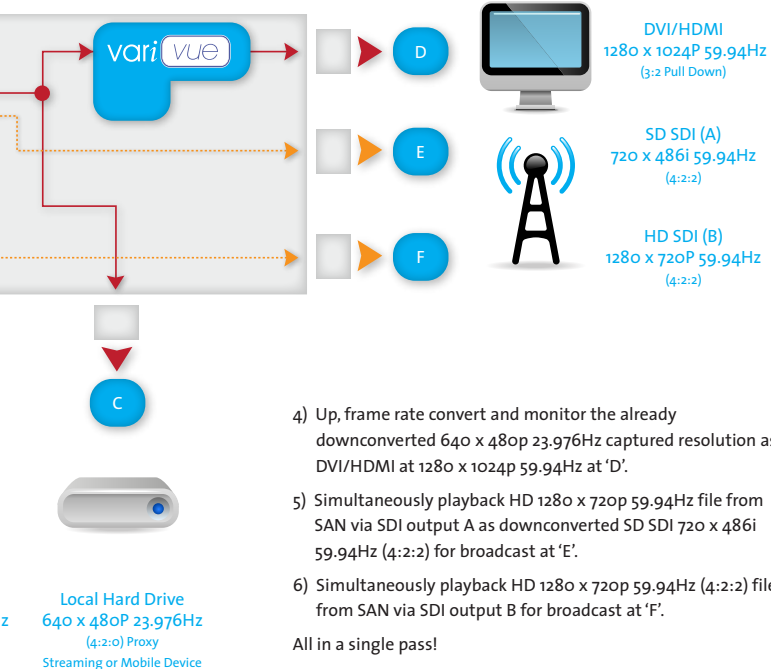 vari vue
D
DVI/HDMI
1280 x 1024P 59.94Hz
(3:2 Pull Down)
E
SD SDI (A)
720 x 486i 59.94Hz
(4:2:2)
F
HD SDI (B)
1280 x 720P 59.94Hz
(4:2:2)
C
4) Up, frame rate convert and monitor the already
downconverted 640 x 480p 23.976Hz captured resolution as
DVI/HDMI at 1280 x 1024p 59.94Hz at ‘D’.
5) Simultaneously playback HD 1280 x 720p 59.94Hz file from
SAN via SDI output A as downconverted SD SDI 720 x 486i
59.94Hz (4:2:2) for broadcast at ‘E’.
6) Simultaneously playback HD 1280 x 720p 59.94Hz (4:2:2) file
from SAN via SDI output B for broadcast at ‘F’.
All in a single pass!
Local Hard Drive
z 640 x 480P 23.976Hz
(4:2:0) Proxy
Streaming or Mobile Device